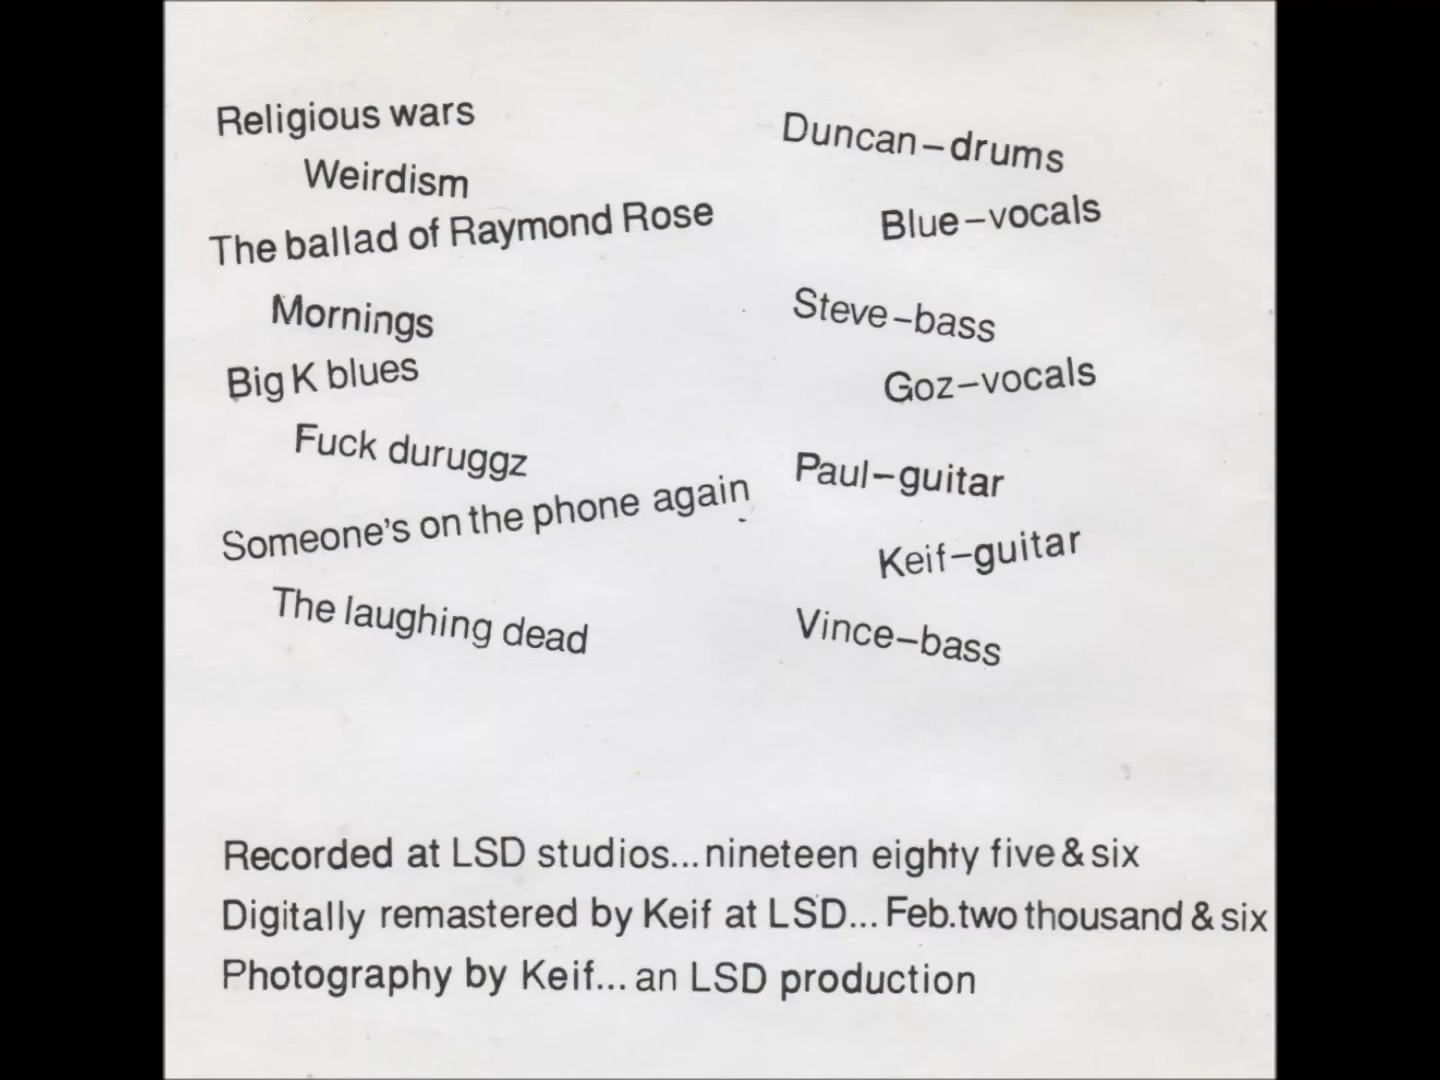 Religious wars
Weirdism
The ballad of Raymond Rose
Mornings
Big K blues
Fuck duruggz
Someone's on the phone again
The laughing dead
Duncan–drums
Blue–vocals
Steve–bass
Goz–vocals
Paul–guitar
Keif–guitar
Vince–bass
Recorded at LSD studios...nineteen eighty five & six
Digitally remastered by Keif at LSD... Feb.two thousand & six
Photography by Keif... an LSD production